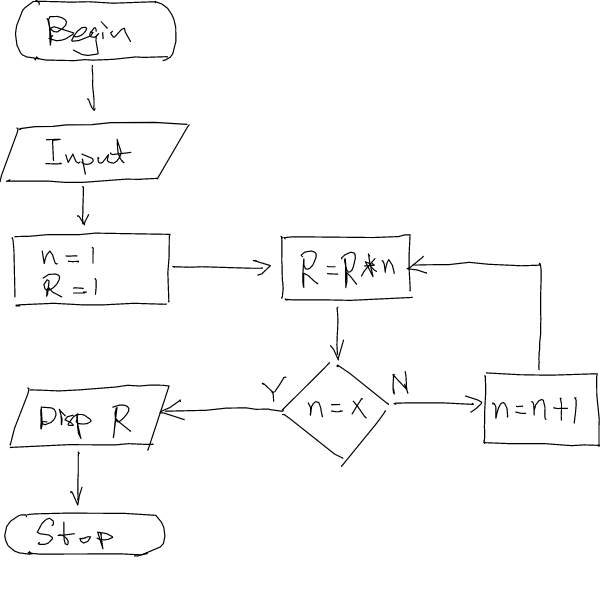 Begin
Input
n=1
R=1
R=R*n
n=x
Y
N
n=n+1
Disp R
Stop